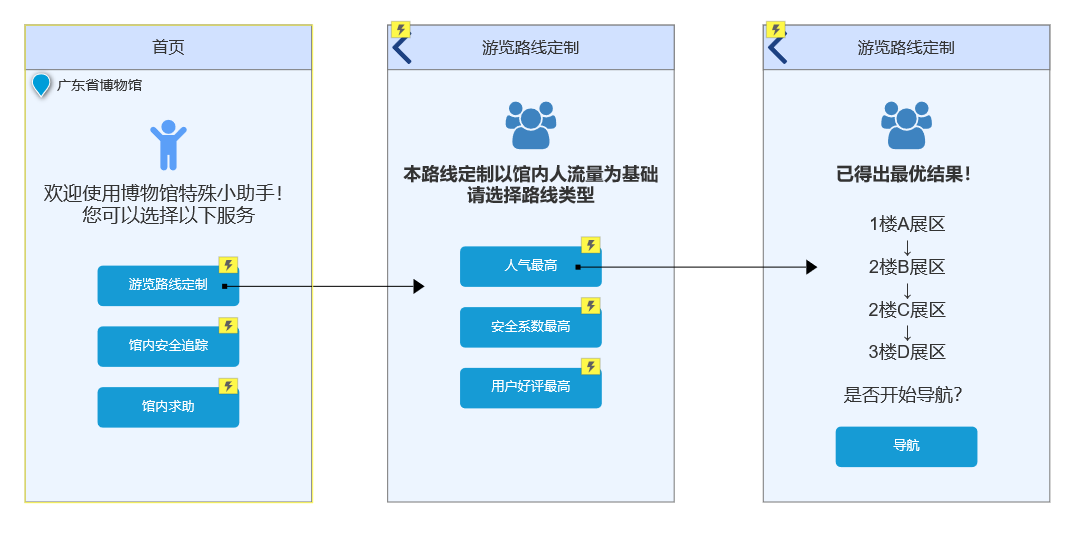 首页
广东省博物馆
欢迎使用博物馆特殊小助手！
您可以选择以下服务
游览路线定制
馆内安全追踪
馆内求助
游览路线定制
本路线定制以馆内人流量为基础
请选择路线类型
人气最高
安全系数最高
用户好评最高
游览路线定制
已得出最优结果！
1楼A展区
↓
2楼B展区
↓
2楼C展区
↓
3楼D展区
是否开始导航？
导航